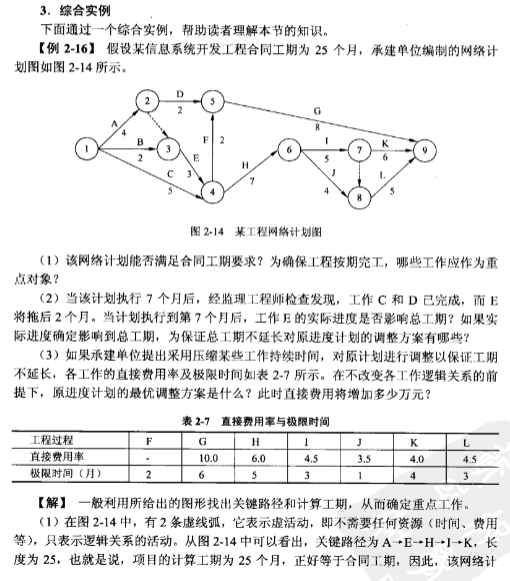 3．综合实例
下面通过一个综合实例，帮助读者理解本节的知识。
【例 2-16】 假设某信息系统开发工程合同工期为 25 个月，承建单位编制的网络计
划图如图 2-14 所示。
2 D 2 5
A 4 G 8
1 B 2 3 F 2 6 I 5 7 K 6 9
C 5 E 3 H 7 J 4 L 5
4 8
图 2-14 某工程网络计划图
（1）该网络计划能否满足合同工期要求？为确保工程按期完工，哪些工作应作为重
点对象？
（2）当该计划执行 7 个月后，经监理工程师检查发现，工作 C 和 D 已完成，而 E
将拖后 2 个月。当计划执行到第 7 个月后，工作 E 的实际进度是否影响总工期？如果实
际进度确定影响到总工期，为保证总工期不延长对原进度计划的调整方案有哪些？
（3）如果承建单位提出采用压缩某些工作持续时间，对原计划进行调整以保证工期
不延长，各工作的直接费用率及极限时间如表 2-7 所示。在不改变各工作逻辑关系的前
提下，原进度计划的最优调整方案是什么？此时直接费用将增加多少万元？
表 2-7 直接费用率与极限时间
工程过程 F G H I J K L
直接费用率 - 10.0 6.0 4.5 3.5 4.0 4.5
极限时间（月） 2 6 5 3 1 4 3
【解】 一般利用所给出的图形找出关键路径和计算工期，从而确定重点工作。
（1）在图 2-14 中，有 2 条虚线弧，它表示虚活动，即不需要任何资源（时间、费用
等），只表示逻辑关系的活动。从图 2-14 中可以看出，关键路径为 A→E→H→I→K，长
度为 25，也就是说，项目的计算工期为 25 个月，正好等于合同工期，因此，该网络计